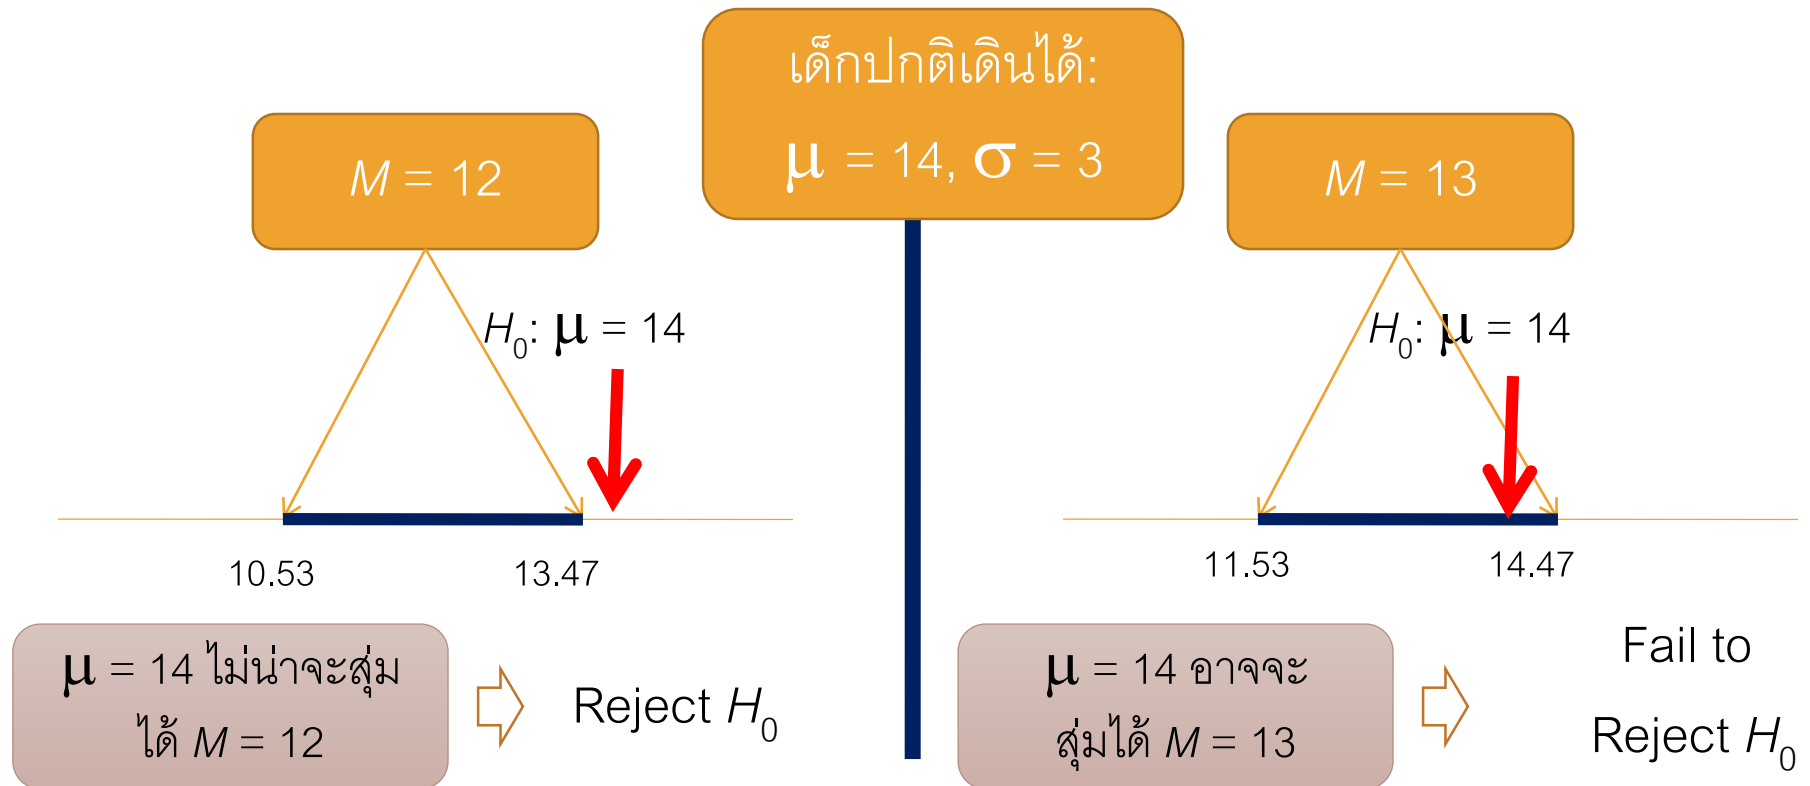 เด็กปกติเดินได้:
μ = 14, σ = 3
M = 12
H₀: μ = 14
10.53 13.47
μ = 14 ไม่น่าจะสุ่ม
ได้ M = 12
Reject H₀
M = 13
H₀: μ = 14
11.53 14.47
μ = 14 อาจจะ
สุ่มได้ M = 13
Fail to
Reject H₀